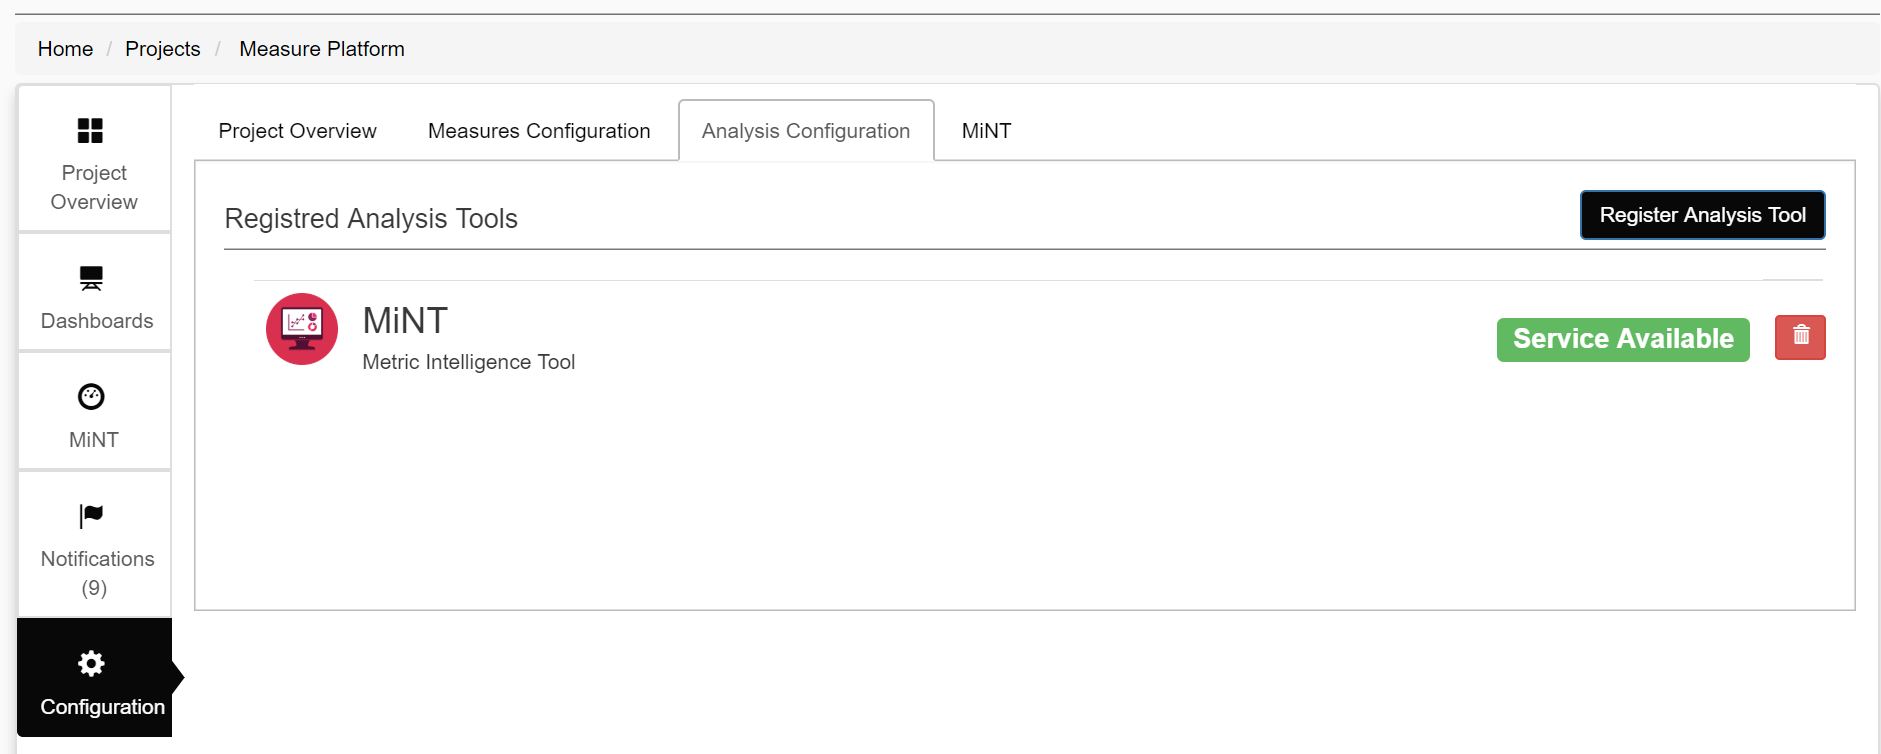 Home / Projects / Measure Platform
Project Overview
Dashboards
MiNT
Notifications
(9)
Configuration
Project Overview Measures Configuration Analysis Configuration MiNT
Registred Analysis Tools
Register Analysis Tool
MiNT
Metric Intelligence Tool
Service Available